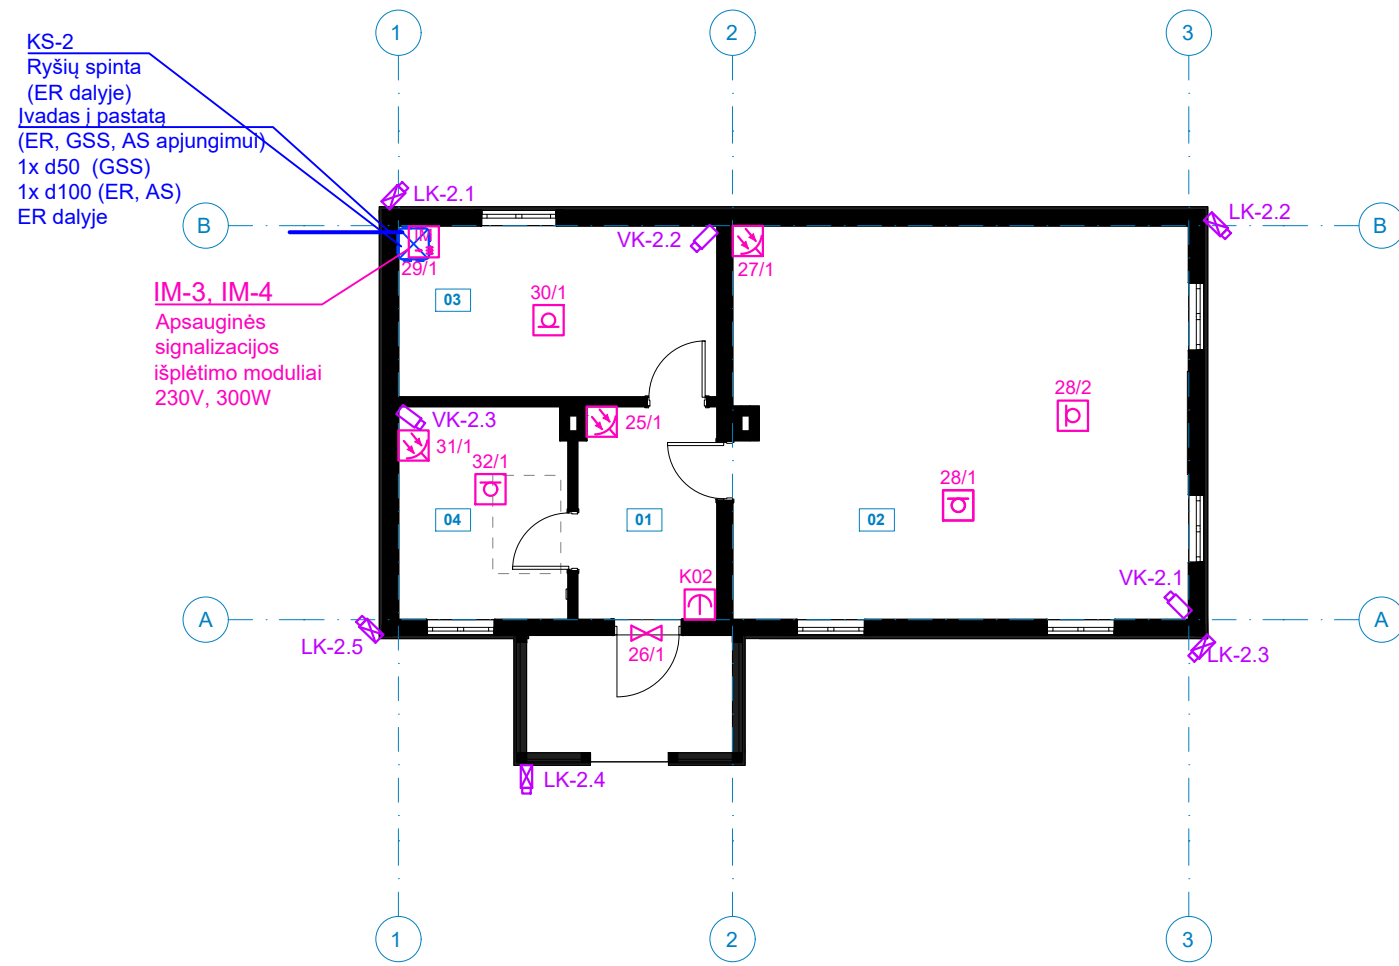 1
2
3
KS-2
Ryšių spinta
(ER dalyje)
Įvadas į pastatą
(ER, GSS, AS apjungimui)
1x d50 (GSS)
1x d100 (ER, AS)
ER dalyje
LK-2.1
LK-2.2
B
B
VK-2.2
IM
29/1
27/1
IM-3, IM-4
Apsauginės
signalizacijos
išplėtimo moduliai
230V, 300W
03
30/1
28/2
VK-2.3
25/1
31/1
32/1
28/1
04
01
02
K02
VK-2.1
A
A
LK-2.5
26/1
LK-2.3
LK-2.4
1
2
3